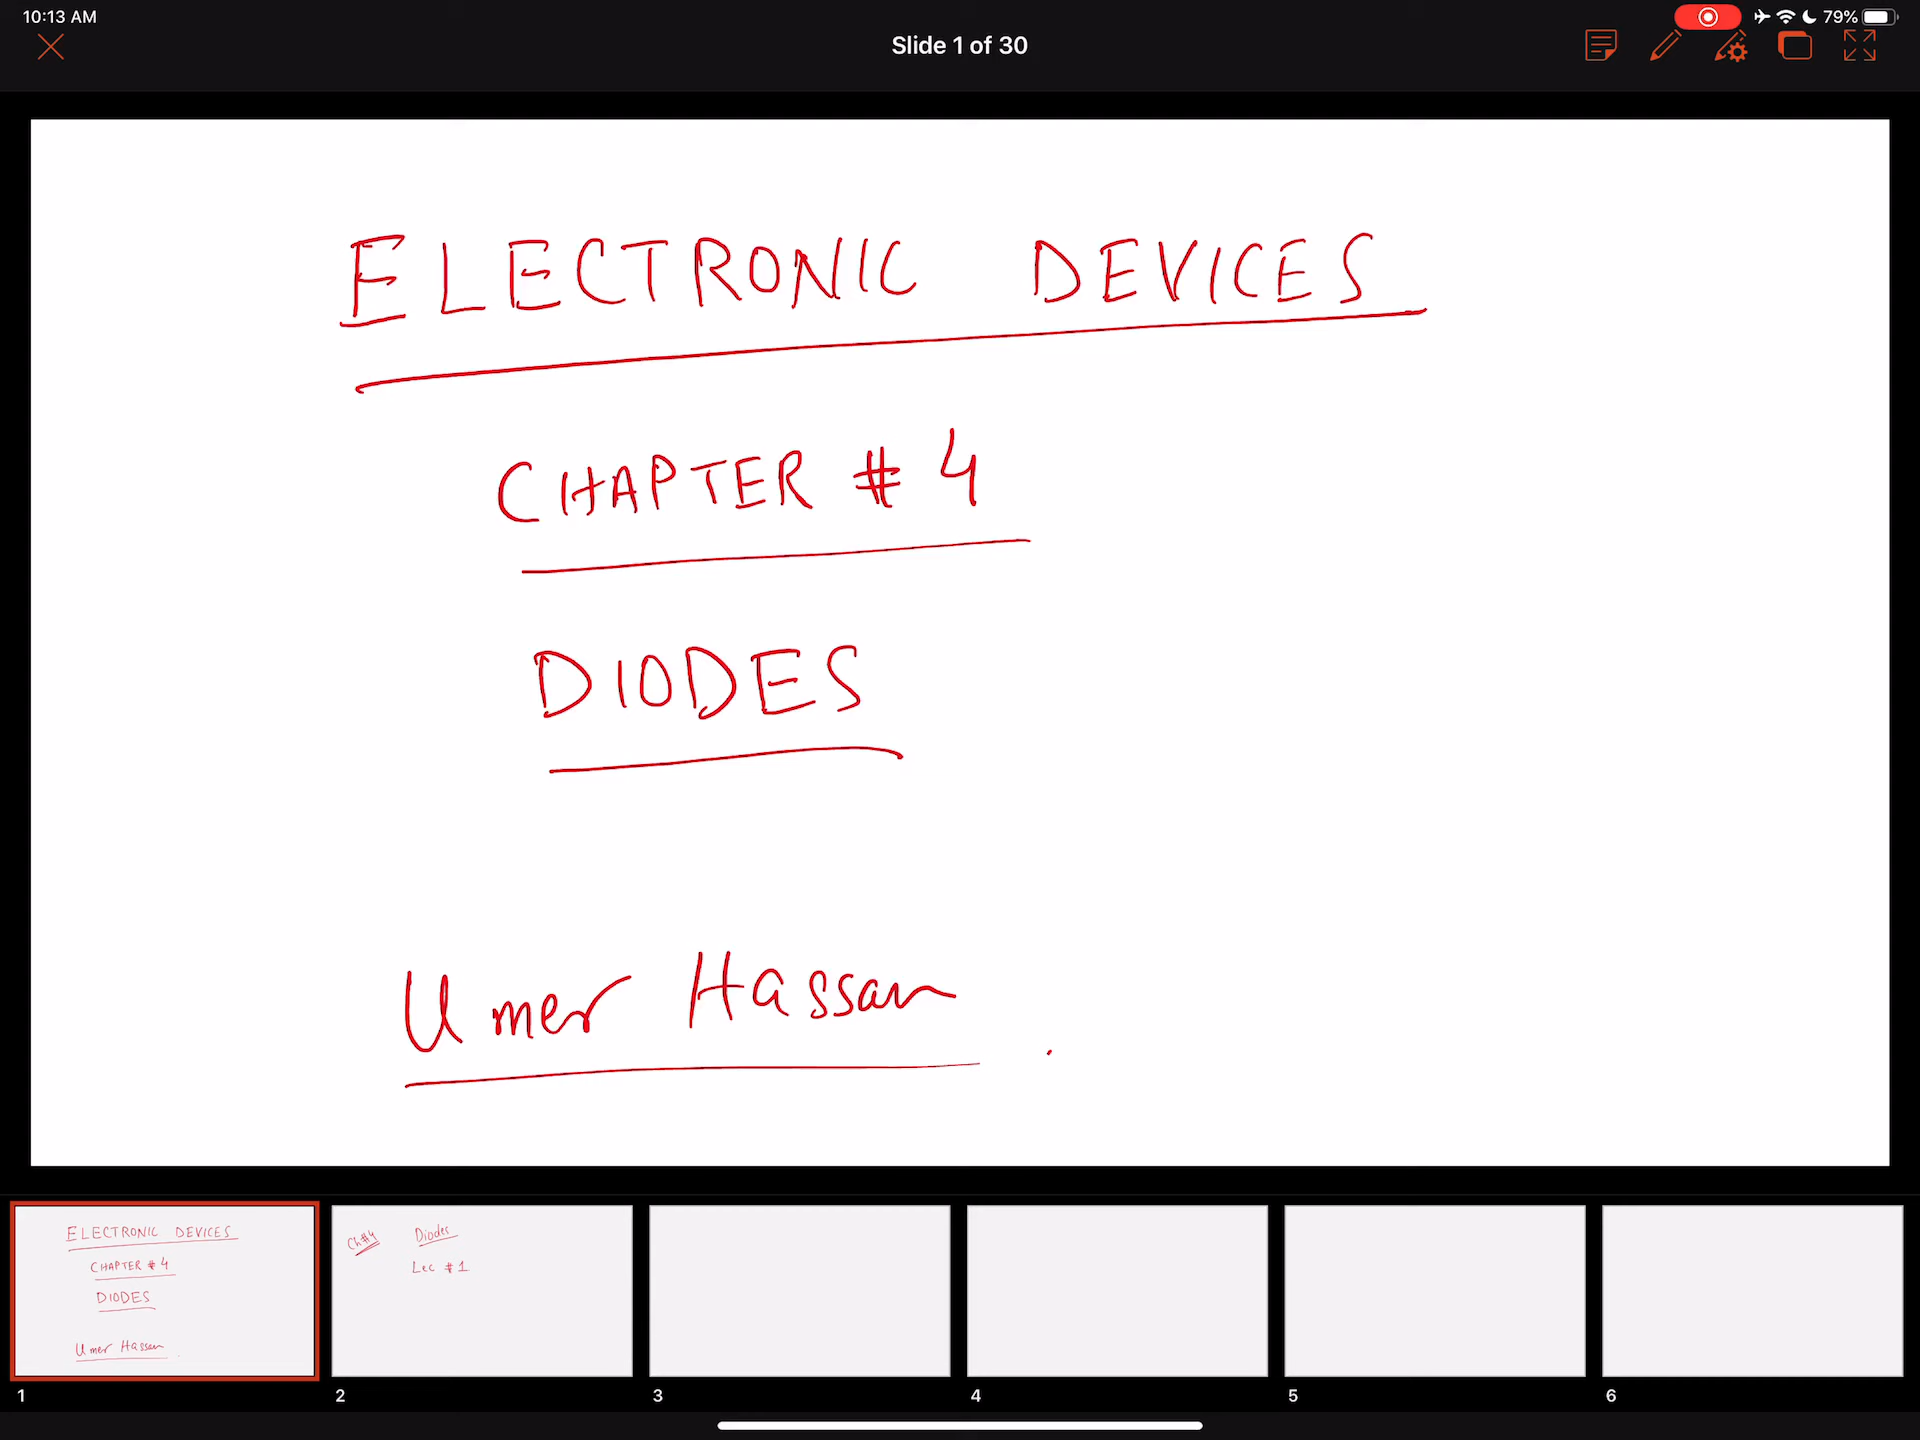 10:13 AM
79%
Slide 1 of 30
ELECTRONIC DEVICES
CHAPTER # 4
DIODES
Umer Hassan
ELECTRONIC DEVICES
CHAPTER # 4
DIODES
Umer Hassan
Ch#4 Diodes
Lec #1
1
2
3
4
5
6